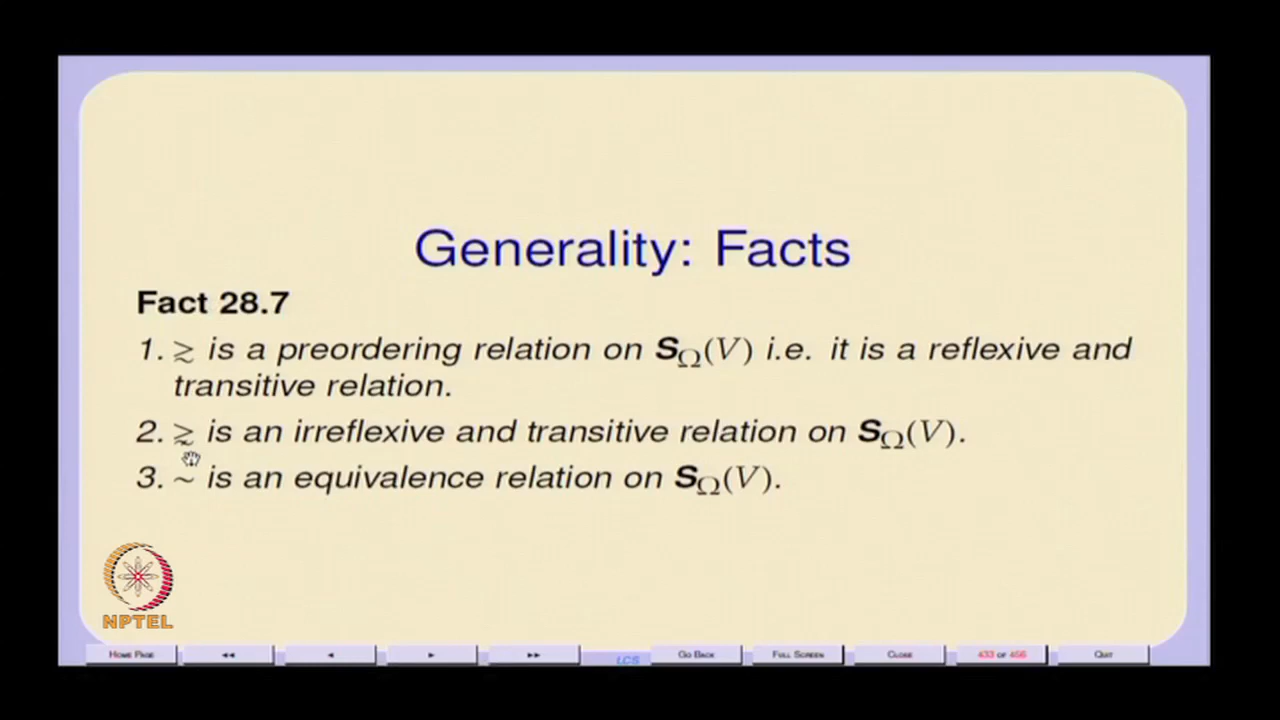 Generality: Facts
Fact 28.7
1. ≳ is a preordering relation on S_Ω(V) i.e. it is a reflexive and
transitive relation.
2. ⋧ is an irreflexive and transitive relation on S_Ω(V).
3. ∼ is an equivalence relation on S_Ω(V).
NPTEL
HOME PAGE ◂◂ ◂ ▸ ▸▸ LCS GO BACK FULL SCREEN CLOSE 433 OF 456 QUIT